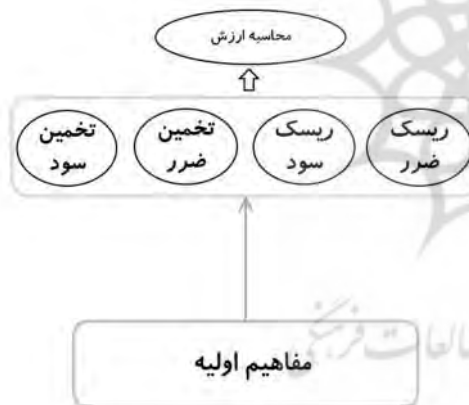 محاسبه ارزش
ریسک ضرر
ریسک سود
تخمین ضرر
تخمین سود
مفاهیم اولیه